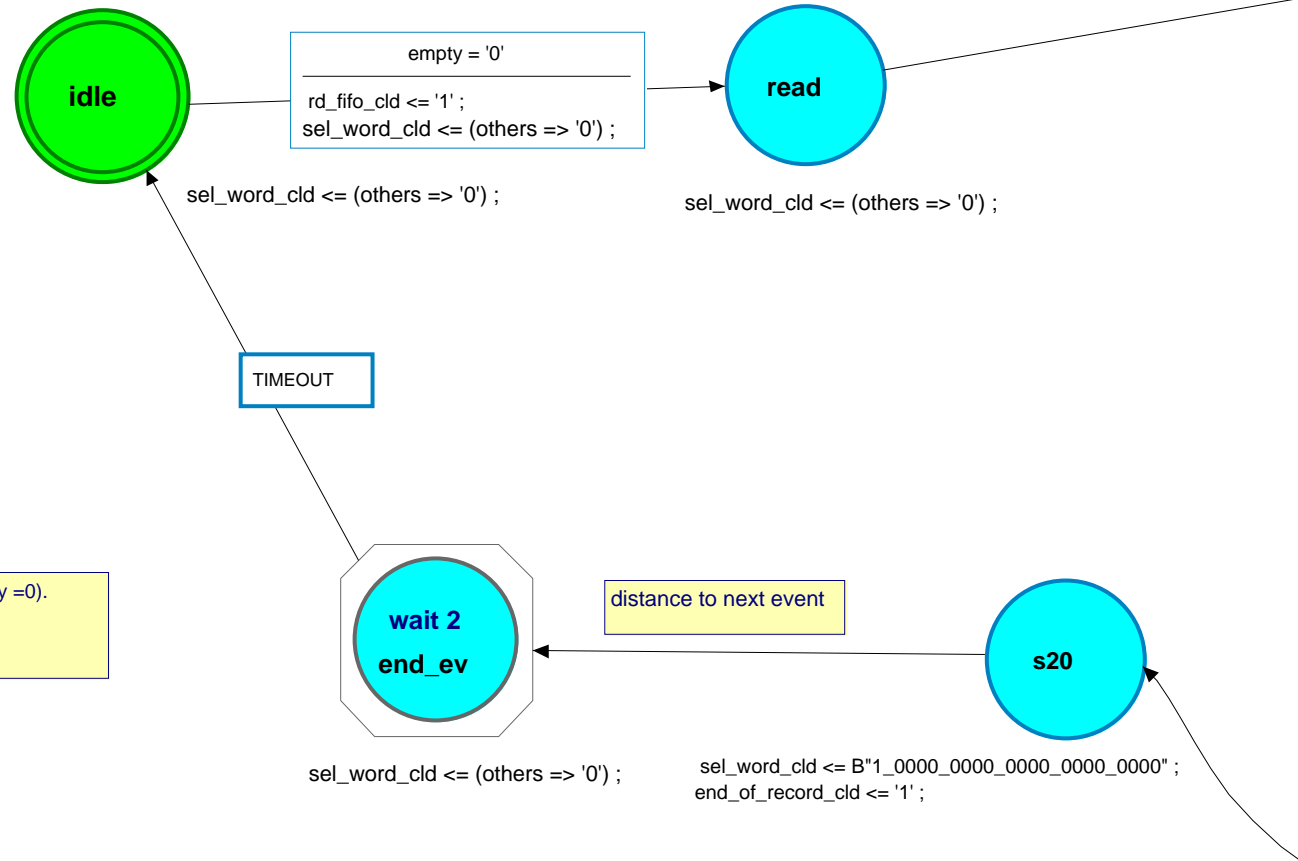 idle
empty = '0'
rd_fifo_cld <= '1' ;
sel_word_cld <= (others => '0') ;
read
sel_word_cld <= (others => '0') ;
sel_word_cld <= (others => '0') ;
TIMEOUT
y =0).
wait 2
end_ev
distance to next event
s20
sel_word_cld <= (others => '0') ;
sel_word_cld <= B"1_0000_0000_0000_0000_0000" ;
end_of_record_cld <= '1' ;